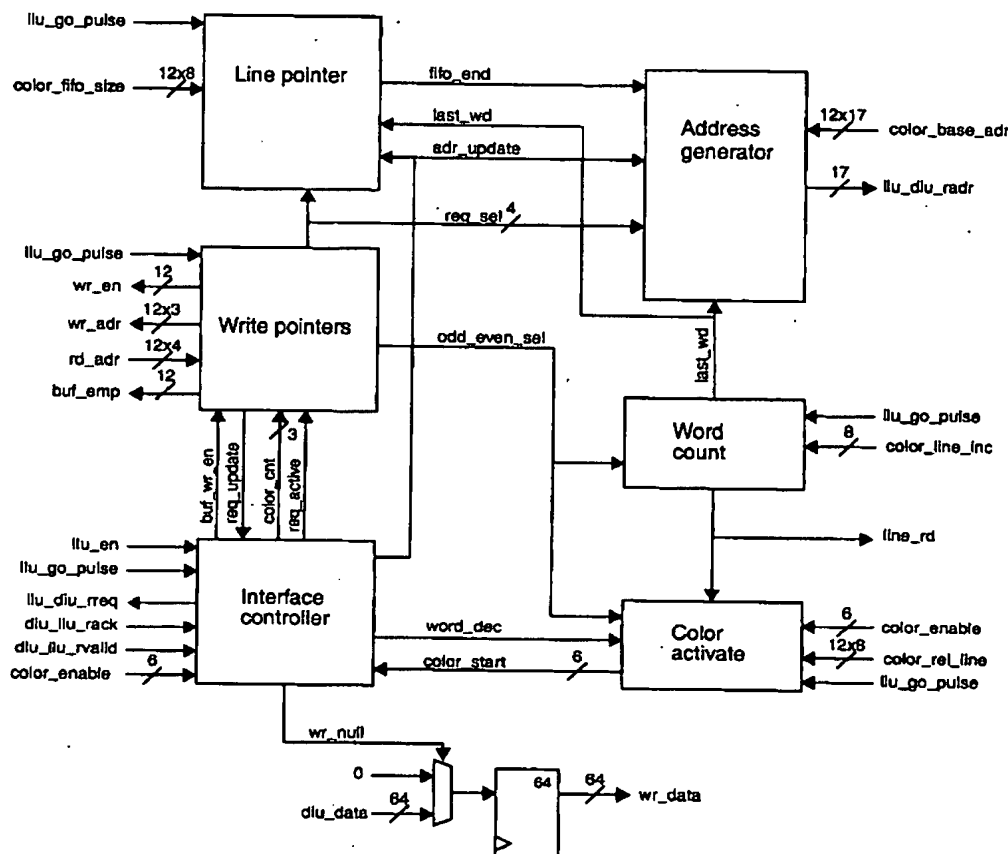 llu_go_pulse
color_fifo_size
12x8
Line pointer
fifo_end
last_wd
adr_update
req_sel
4
Address
generator
12x17
color_base_adr
17
llu_diu_radr
llu_go_pulse
wr_en
12
wr_adr
12x3
rd_adr
12x4
buf_emp
12
Write pointers
odd_even_sel
last_wd
Word
count
llu_go_pulse
8
color_line_inc
line_rd
buf_wr_en
req_update
color_cnt
3
req_active
llu_en
llu_go_pulse
llu_diu_rreq
diu_llu_rack
diu_llu_rvalid
color_enable
6
Interface
controller
word_dec
color_start
6
Color
activate
6
color_enable
12x8
color_rel_line
llu_go_pulse
wr_null
0
diu_data
64
64
64
wr_data